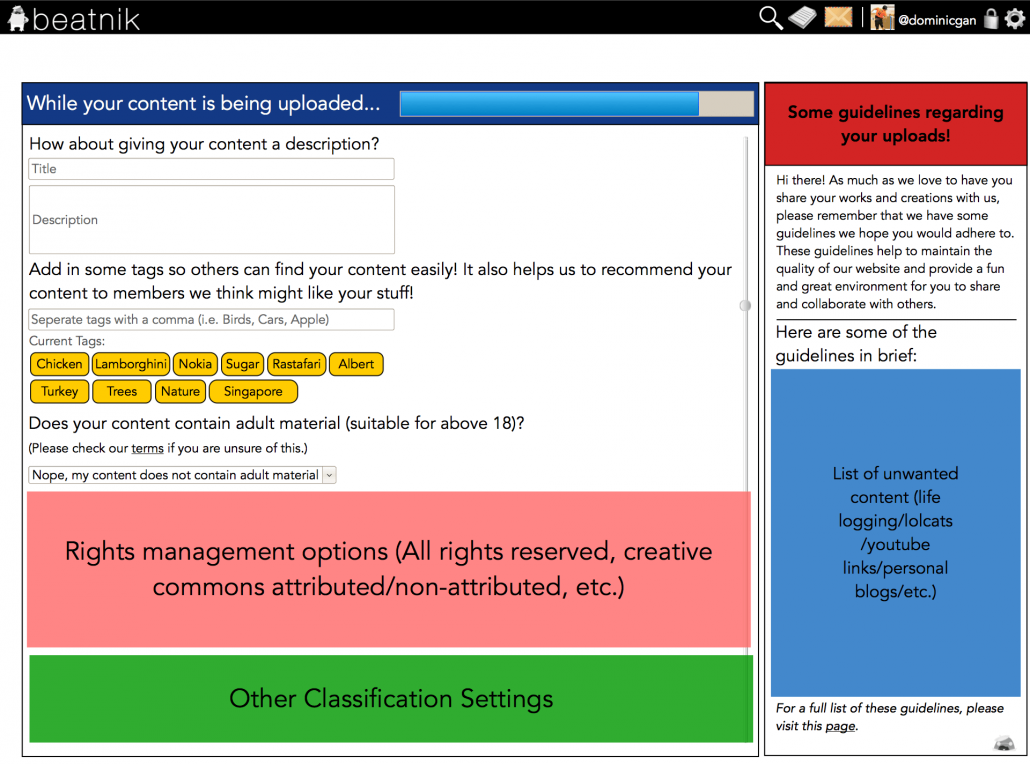 beatnik
@dominicgan
While your content is being uploaded...
How about giving your content a description?
Title
Description
Add in some tags so others can find your content easily! It also helps us to recommend your
content to members we think might like your stuff!
Seperate tags with a comma (i.e. Birds, Cars, Apple)
Current Tags:
Chicken Lamborghini Nokia Sugar Rastafari Albert
Turkey Trees Nature Singapore
Does your content contain adult material (suitable for above 18)?
(Please check our terms if you are unsure of this.)
Nope, my content does not contain adult material
Rights management options (All rights reserved, creative
commons attributed/non-attributed, etc.)
Other Classification Settings
Some guidelines regarding
your uploads!
Hi there! As much as we love to have you
share your works and creations with us,
please remember that we have some
guidelines we hope you would adhere to.
These guidelines help to maintain the
quality of our website and provide a fun
and great environment for you to share
and collaborate with others.
Here are some of the
guidelines in brief:
List of unwanted
content (life
logging/lolcats
/youtube
links/personal
blogs/etc.)
For a full list of these guidelines, please
visit this page.